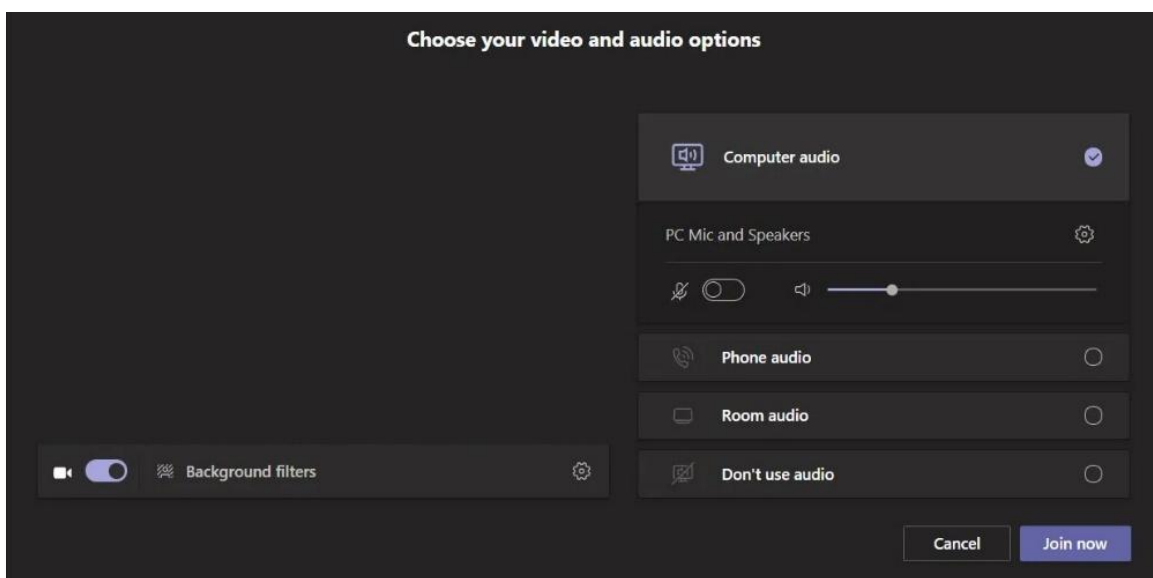 Choose your video and audio options
Computer audio
PC Mic and Speakers
Phone audio
Room audio
Background filters
Don't use audio
Cancel
Join now